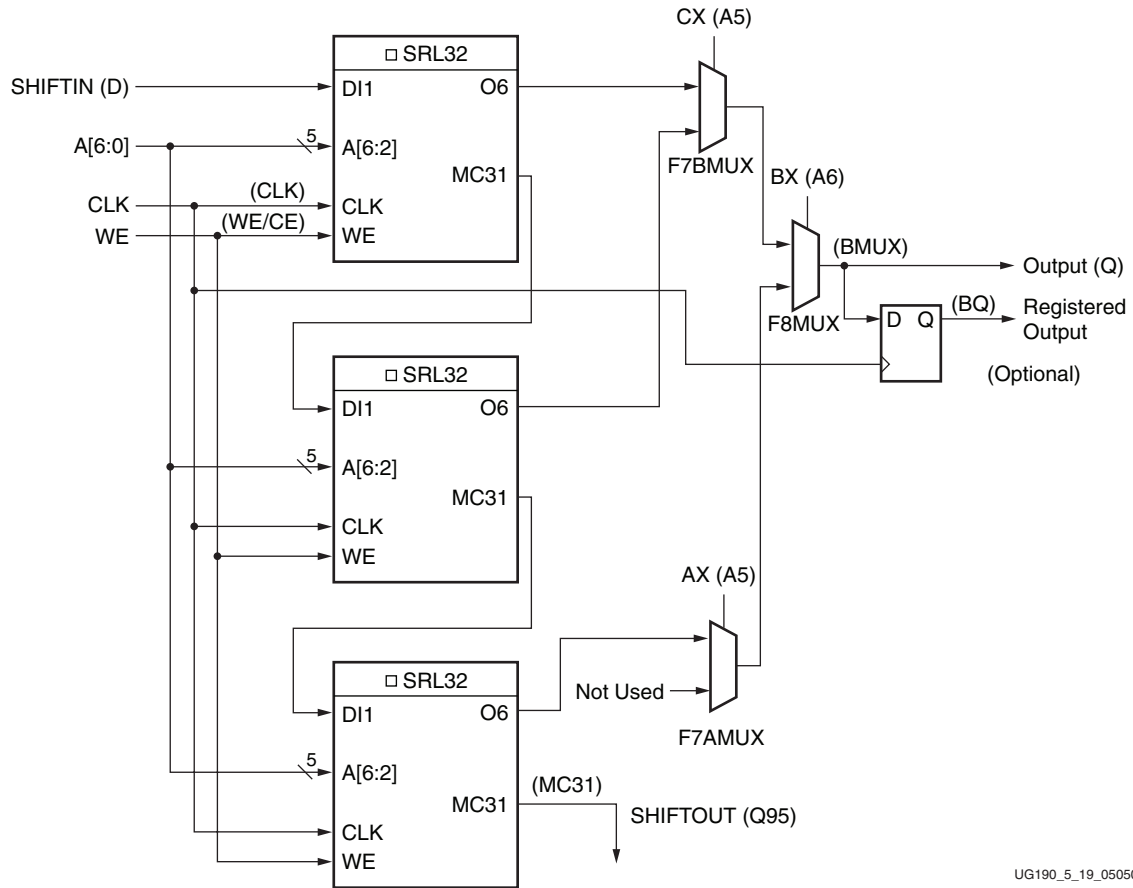 CX (A5)
□ SRL32
SHIFTIN (D)
DI1
O6
A[6:0]
5
A[6:2]
MC31
F7BMUX
CLK
(CLK)
CLK
WE
(WE/CE)
WE
BX (A6)
(BMUX)
Output (Q)
F8MUX
D Q
(BQ)
Registered
Output
(Optional)
□ SRL32
DI1
O6
5
A[6:2]
MC31
CLK
WE
AX (A5)
□ SRL32
Not Used
DI1
O6
F7AMUX
5
A[6:2]
MC31
(MC31)
SHIFTOUT (Q95)
CLK
WE